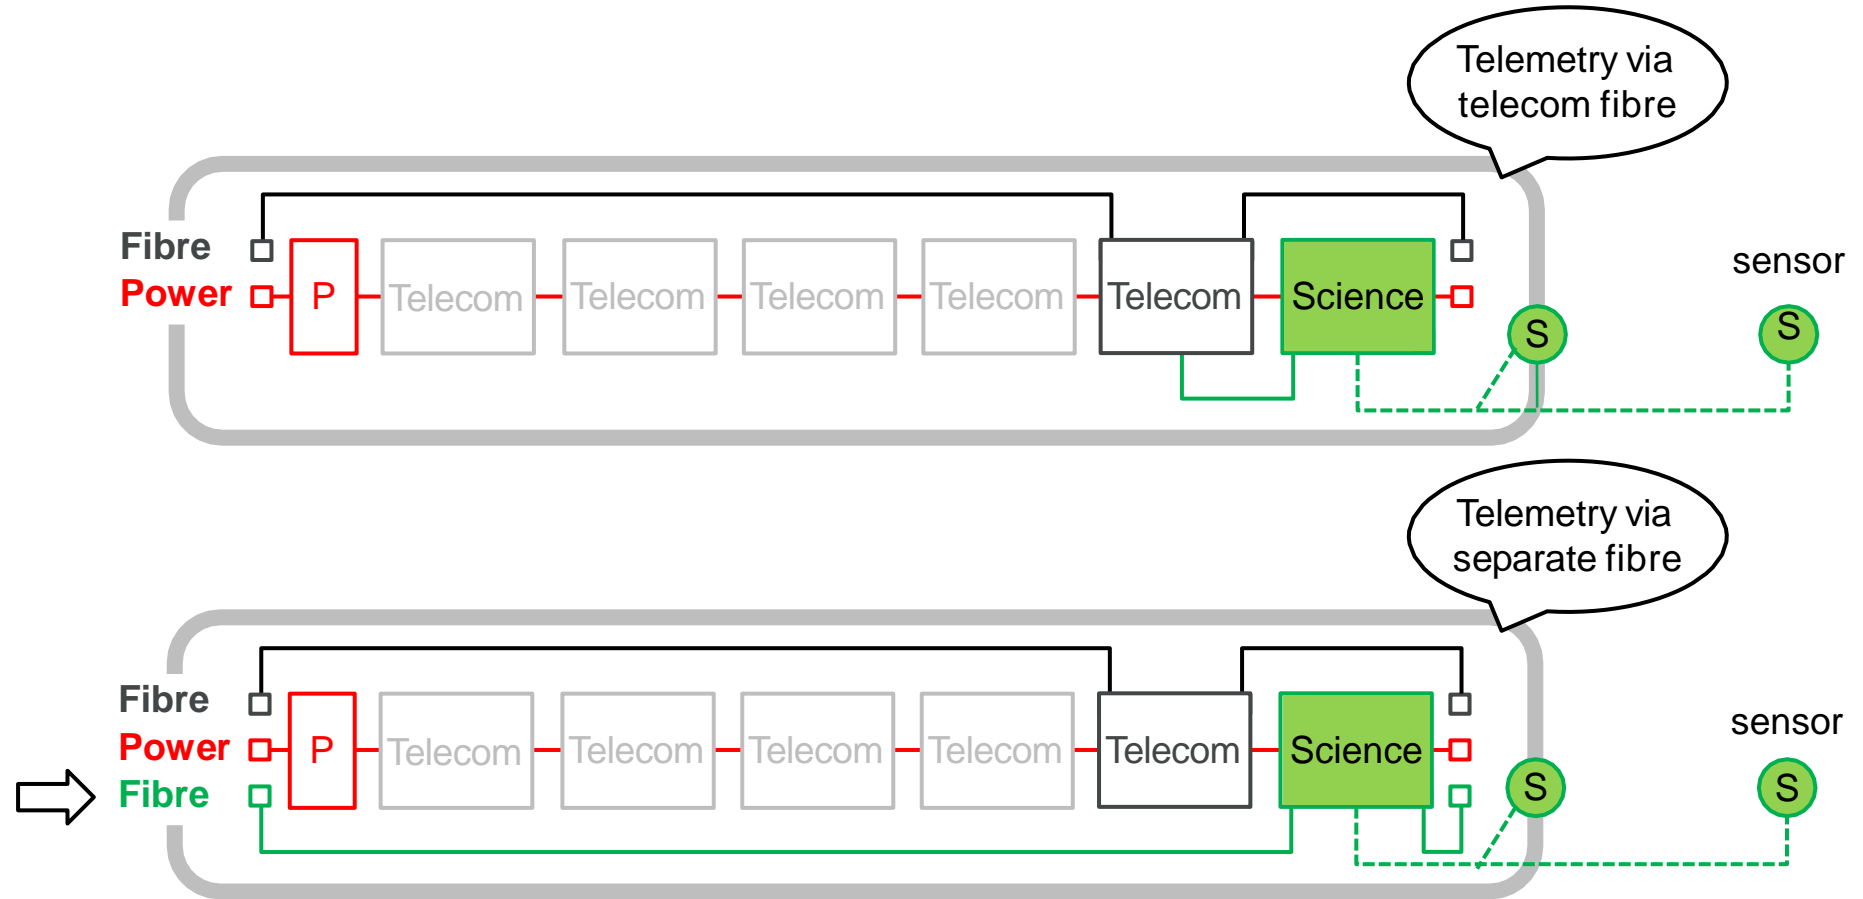 Telemetry via
telecom fibre
Fibre
Power
P
Telecom
Telecom
Telecom
Telecom
Telecom
Science
S
sensor
S
Telemetry via
separate fibre
Fibre
Power
Fibre
P
Telecom
Telecom
Telecom
Telecom
Telecom
Science
S
sensor
S